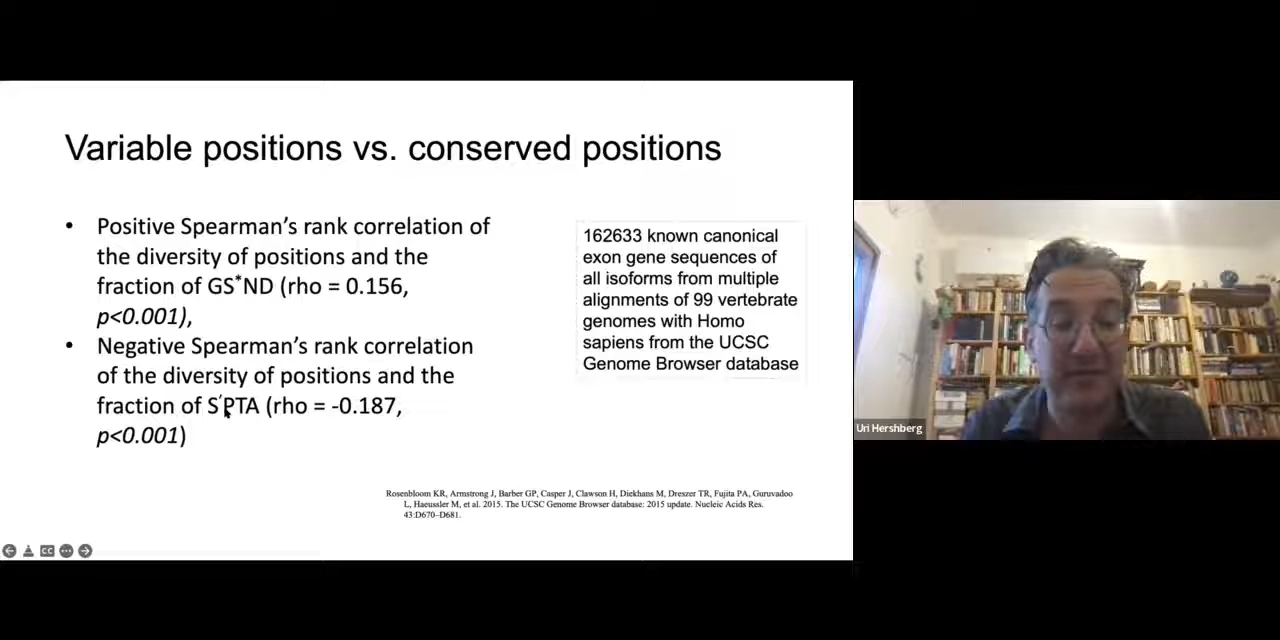 Variable positions vs. conserved positions
• Positive Spearman's rank correlation of
the diversity of positions and the
fraction of GS*ND (rho = 0.156,
p<0.001),
• Negative Spearman's rank correlation
of the diversity of positions and the
fraction of S'PTA (rho = -0.187,
p<0.001)
162633 known canonical
exon gene sequences of
all isoforms from multiple
alignments of 99 vertebrate
genomes with Homo
sapiens from the UCSC
Genome Browser database
Rosenbloom KR, Armstrong J, Barber GP, Casper J, Clawson H, Diekhans M, Dreszer TR, Fujita PA, Guruvadoo
L, Haeussler M, et al. 2015. The UCSC Genome Browser database: 2015 update. Nucleic Acids Res.
43:D670–D681.
CC
Uri Hershberg